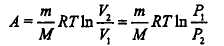 A = m/M RT ln V₂/V₁ = m/M RT ln P₁/P₂